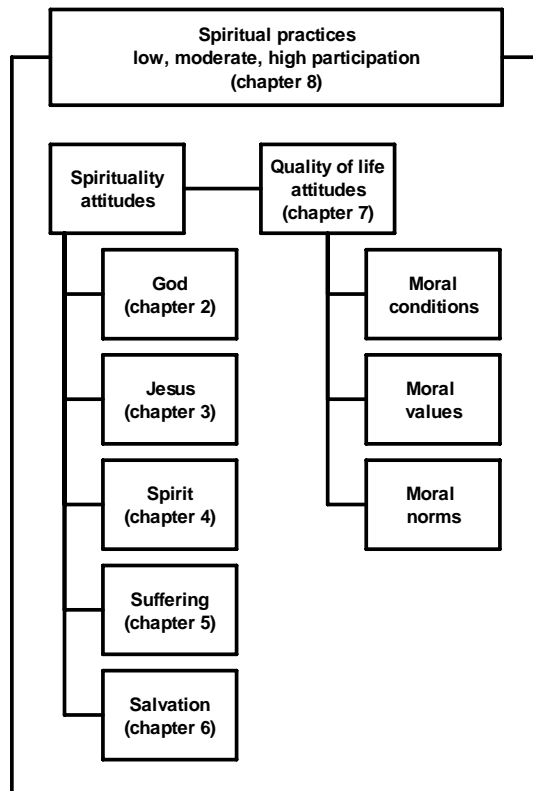 Spiritual practices
low, moderate, high participation
(chapter 8)
Spirituality
attitudes
Quality of life
attitudes
(chapter 7)
God
(chapter 2)
Jesus
(chapter 3)
Spirit
(chapter 4)
Suffering
(chapter 5)
Salvation
(chapter 6)
Moral
conditions
Moral
values
Moral
norms